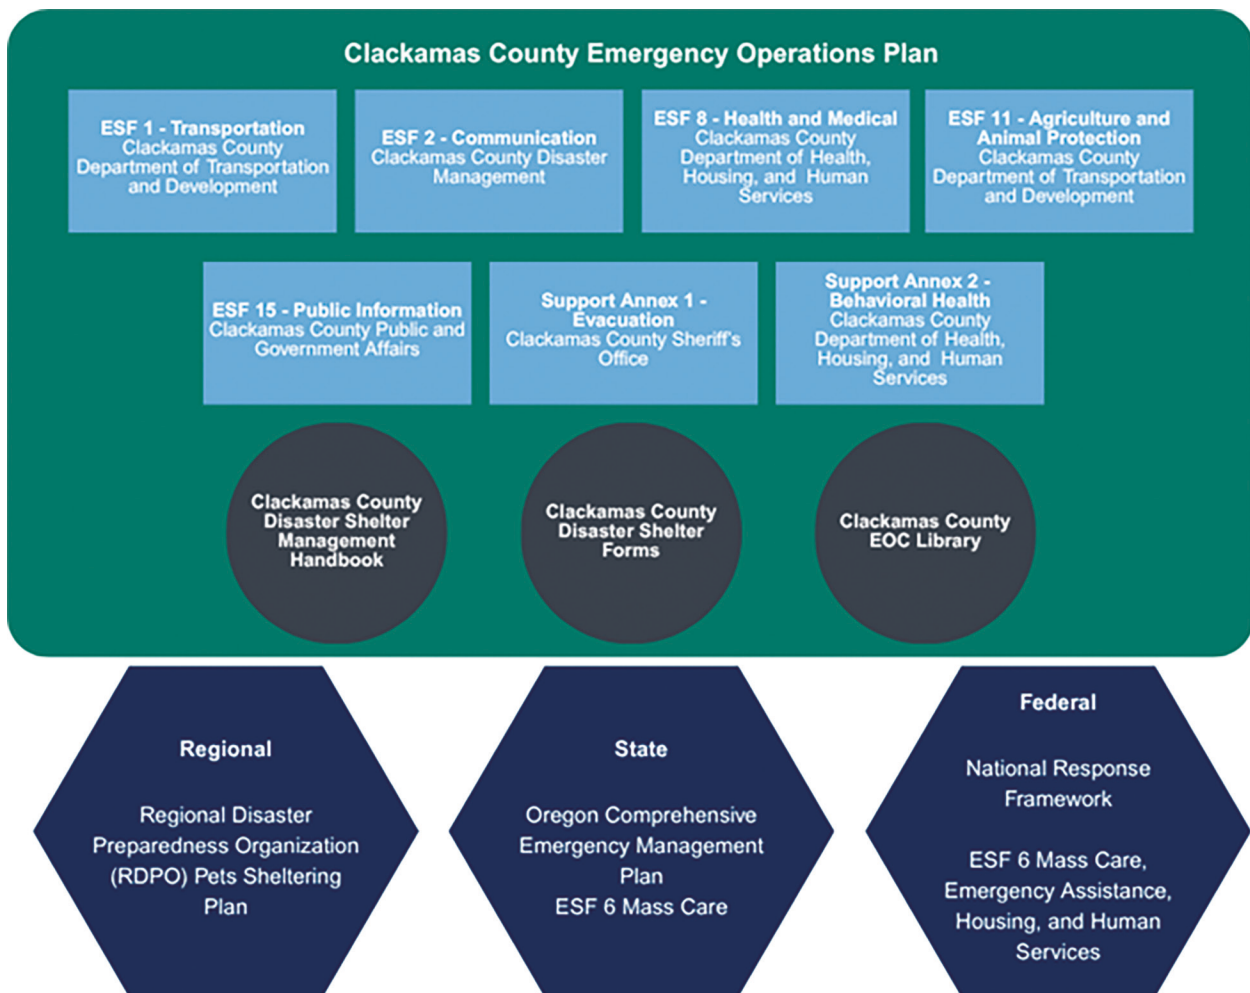 Clackamas County Emergency Operations Plan
ESF 1 - Transportation
Clackamas County
Department of Transportation
and Development
ESF 2 - Communication
Clackamas County Disaster
Management
ESF 8 - Health and Medical
Clackamas County
Department of Health,
Housing, and Human
Services
ESF 11 - Agriculture and
Animal Protection
Clackamas County
Department of Transportation
and Development
ESF 15 - Public Information
Clackamas County Public and
Government Affairs
Support Annex 1 -
Evacuation
Clackamas County Sheriff's
Office
Support Annex 2 -
Behavioral Health
Clackamas County
Department of Health,
Housing, and Human
Services
Clackamas County
Disaster Shelter
Management
Handbook
Clackamas County
Disaster Shelter
Forms
Clackamas County
EOC Library
Regional
Regional Disaster
Preparedness Organization
(RDPO) Pets Sheltering
Plan
State
Oregon Comprehensive
Emergency Management
Plan
ESF 6 Mass Care
Federal
National Response
Framework
ESF 6 Mass Care,
Emergency Assistance,
Housing, and Human
Services